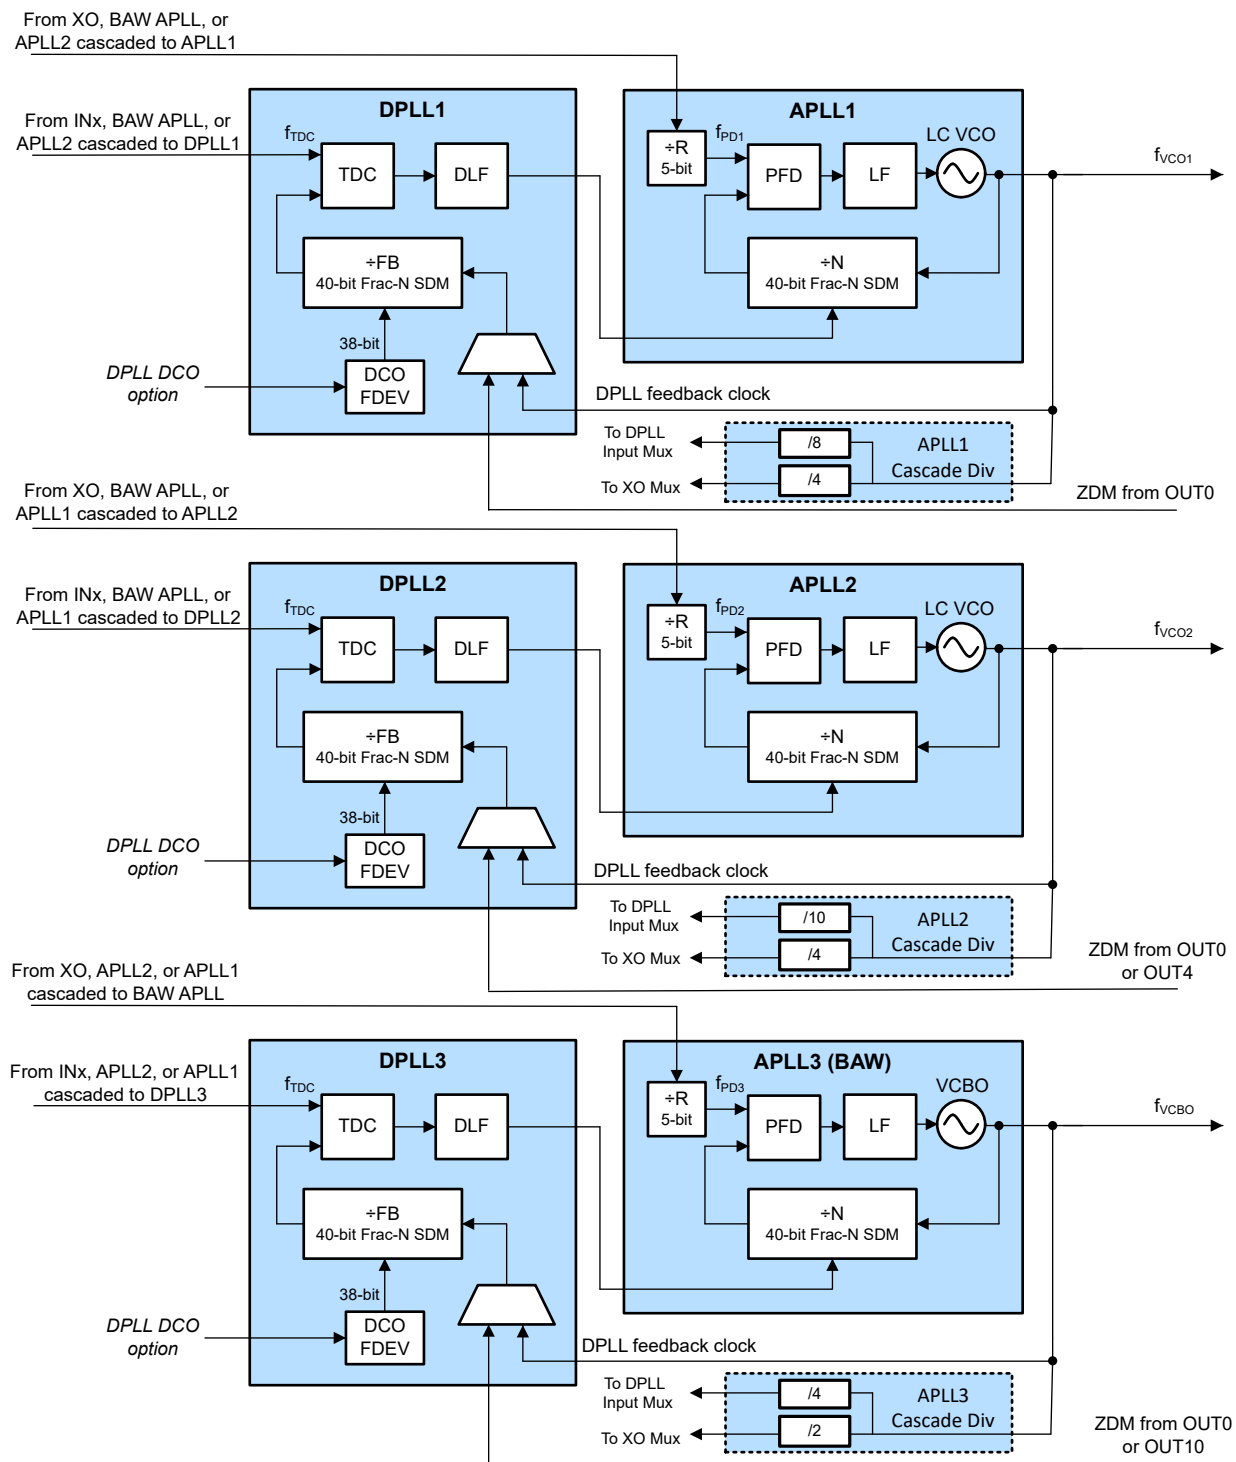 From XO, BAW APLL, or
APLL2 cascaded to APLL1
DPLL1
APLL1
From INx, BAW APLL, or
APLL2 cascaded to DPLL1
fTDC
TDC
DLF
÷R
5-bit
fPD1
PFD
LF
LC VCO
fVCO1
÷FB
40-bit Frac-N SDM
÷N
40-bit Frac-N SDM
38-bit
DPLL DCO
option
DCO
FDEV
DPLL feedback clock
To DPLL
Input Mux
/8
APLL1
Cascade Div
To XO Mux
/4
ZDM from OUT0
From XO, BAW APLL, or
APLL1 cascaded to APLL2
DPLL2
APLL2
From INx, BAW APLL, or
APLL1 cascaded to DPLL2
fTDC
TDC
DLF
÷R
5-bit
fPD2
PFD
LF
LC VCO
fVCO2
÷FB
40-bit Frac-N SDM
÷N
40-bit Frac-N SDM
38-bit
DPLL DCO
option
DCO
FDEV
DPLL feedback clock
To DPLL
Input Mux
/10
APLL2
Cascade Div
To XO Mux
/4
ZDM from OUT0
or OUT4
From XO, APLL2, or APLL1
cascaded to BAW APLL
DPLL3
APLL3 (BAW)
From INx, APLL2, or APLL1
cascaded to DPLL3
fTDC
TDC
DLF
÷R
5-bit
fPD3
PFD
LF
VCBO
fVCBO
÷FB
40-bit Frac-N SDM
÷N
40-bit Frac-N SDM
38-bit
DPLL DCO
option
DCO
FDEV
DPLL feedback clock
To DPLL
Input Mux
/4
APLL3
Cascade Div
To XO Mux
/2
ZDM from OUT0
or OUT10